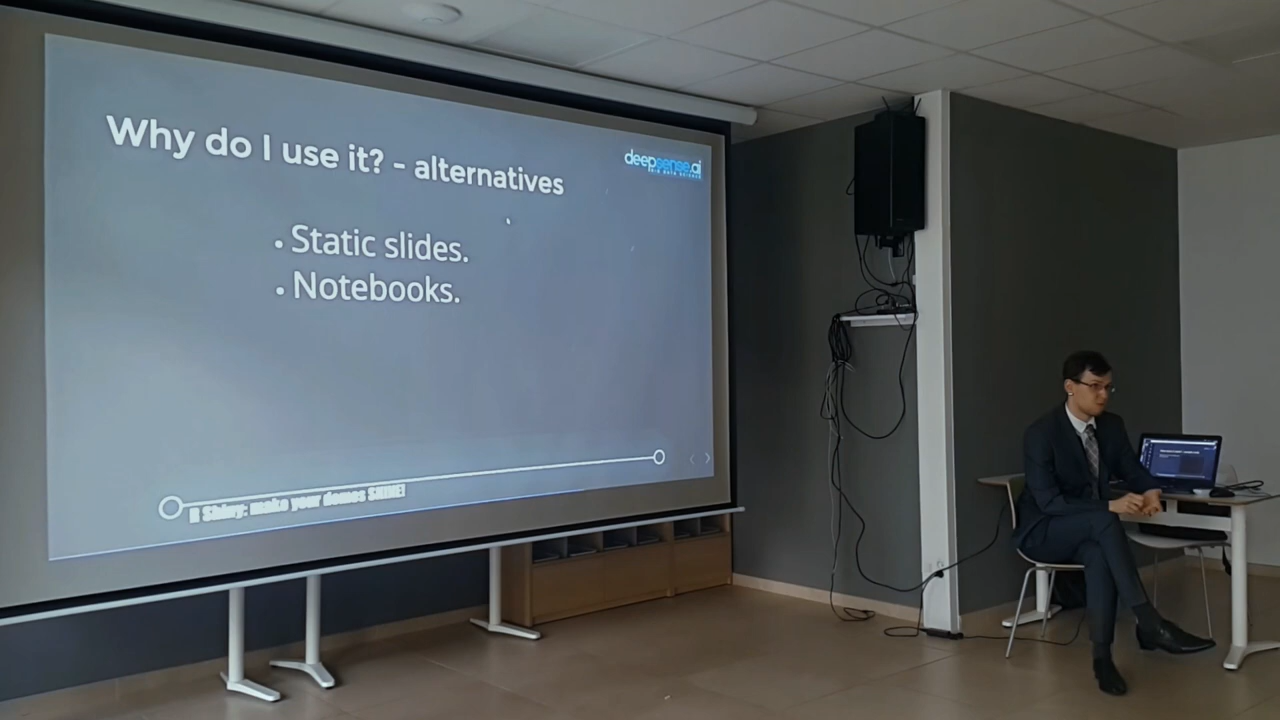 Why do I use it? - alternatives
deepsense.ai
• Static slides.
• Notebooks.
R Shiny: make your demos SHINE!